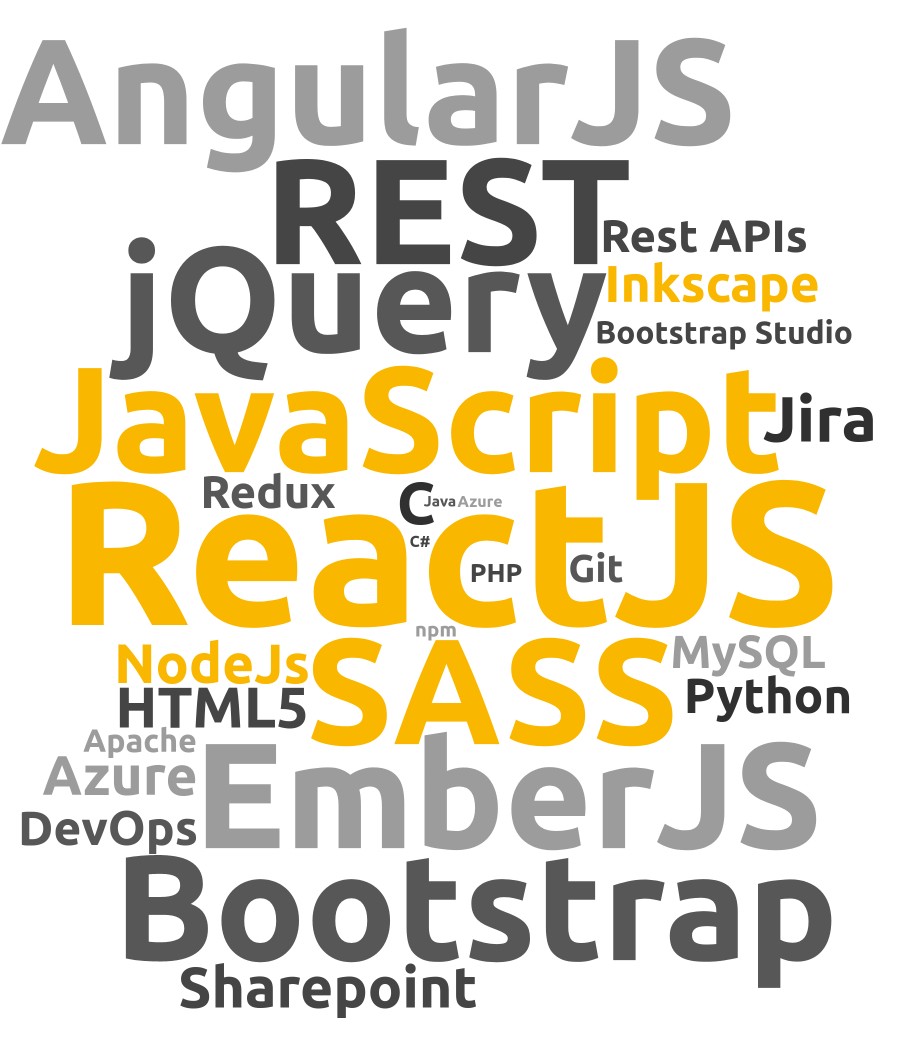 AngularJS
REST
Rest APIs
jQuery
Inkscape
Bootstrap Studio
JavaScript
Jira
Redux
C
Java
Azure
ReactJS
C#
PHP
Git
npm
NodeJs
SASS
MySQL
HTML5
Python
Apache
Azure
EmberJS
DevOps
Bootstrap
Sharepoint